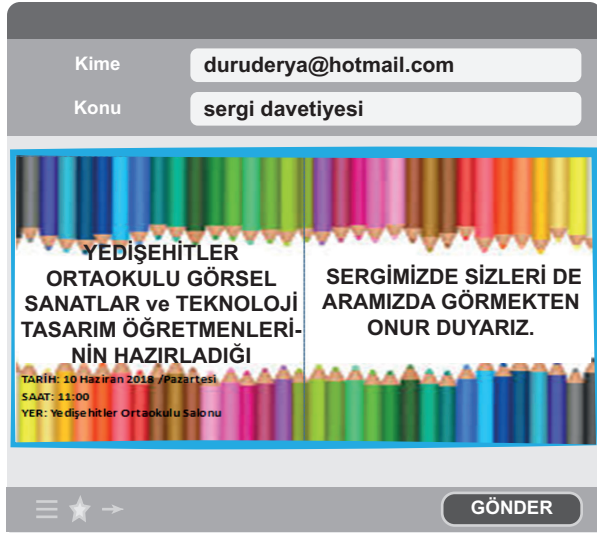 Kime
duruderya@hotmail.com
Konu
sergi davetiyesi
YEDİŞEHİTLER
ORTAOKULU GÖRSEL
SANATLAR ve TEKNOLOJİ
TASARIM ÖĞRETMENLERİ-
NİN HAZIRLADIĞI
TARİH: 10 Haziran 2018 /Pazartesi
SAAT: 11:00
YER: Yedişehitler Ortaokulu Salonu
SERGİMİZDE SİZLERİ DE
ARAMIZDA GÖRMEKTEN
ONUR DUYARIZ.
GÖNDER